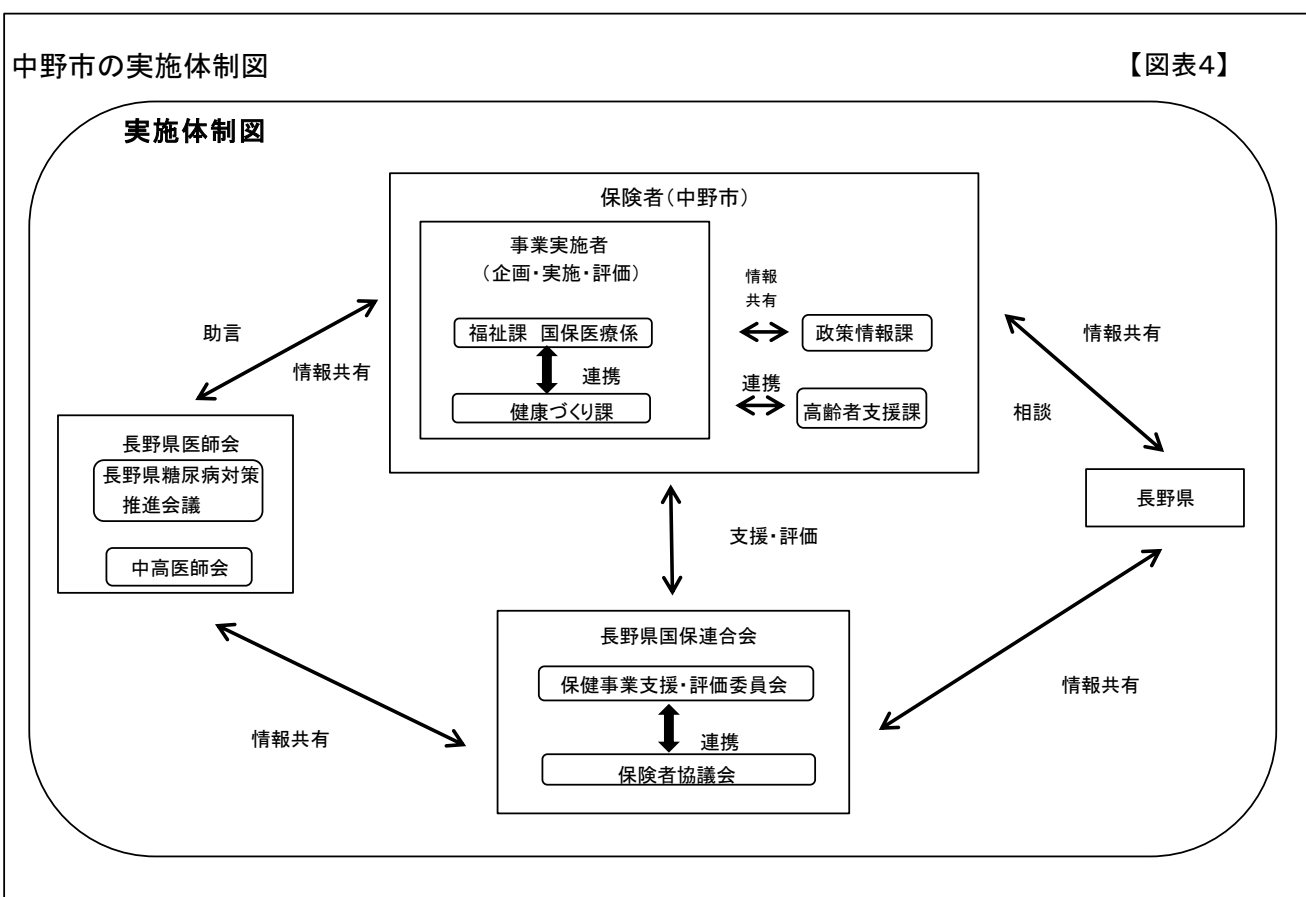 中野市の実施体制図
【図表4】
実施体制図
保険者(中野市)
事業実施者
(企画・実施・評価)
福祉課 国保医療係
連携
健康づくり課
情報
共有
政策情報課
連携
高齢者支援課
助言
情報共有
情報共有
相談
長野県医師会
長野県糖尿病対策
推進会議
中高医師会
長野県
支援・評価
長野県国保連合会
保健事業支援・評価委員会
連携
保険者協議会
情報共有
情報共有